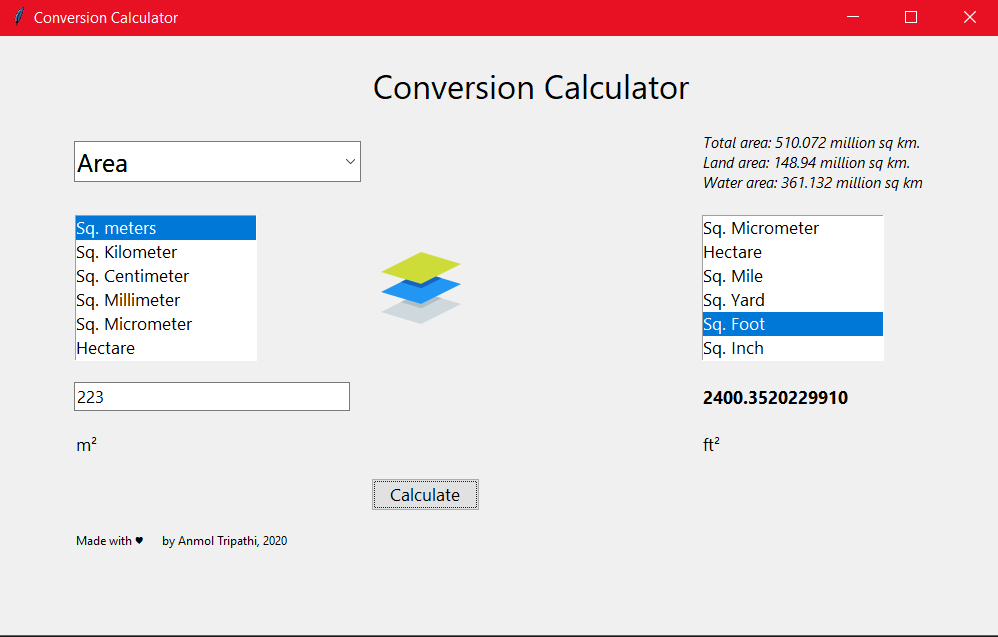 Conversion Calculator
Conversion Calculator
Area
Total area: 510.072 million sq km.
Land area: 148.94 million sq km.
Water area: 361.132 million sq km
Sq. meters
Sq. Kilometer
Sq. Centimeter
Sq. Millimeter
Sq. Micrometer
Hectare
Sq. Micrometer
Hectare
Sq. Mile
Sq. Yard
Sq. Foot
Sq. Inch
223
2400.3520229910
m²
ft²
Calculate
Made with ♥ by Anmol Tripathi, 2020